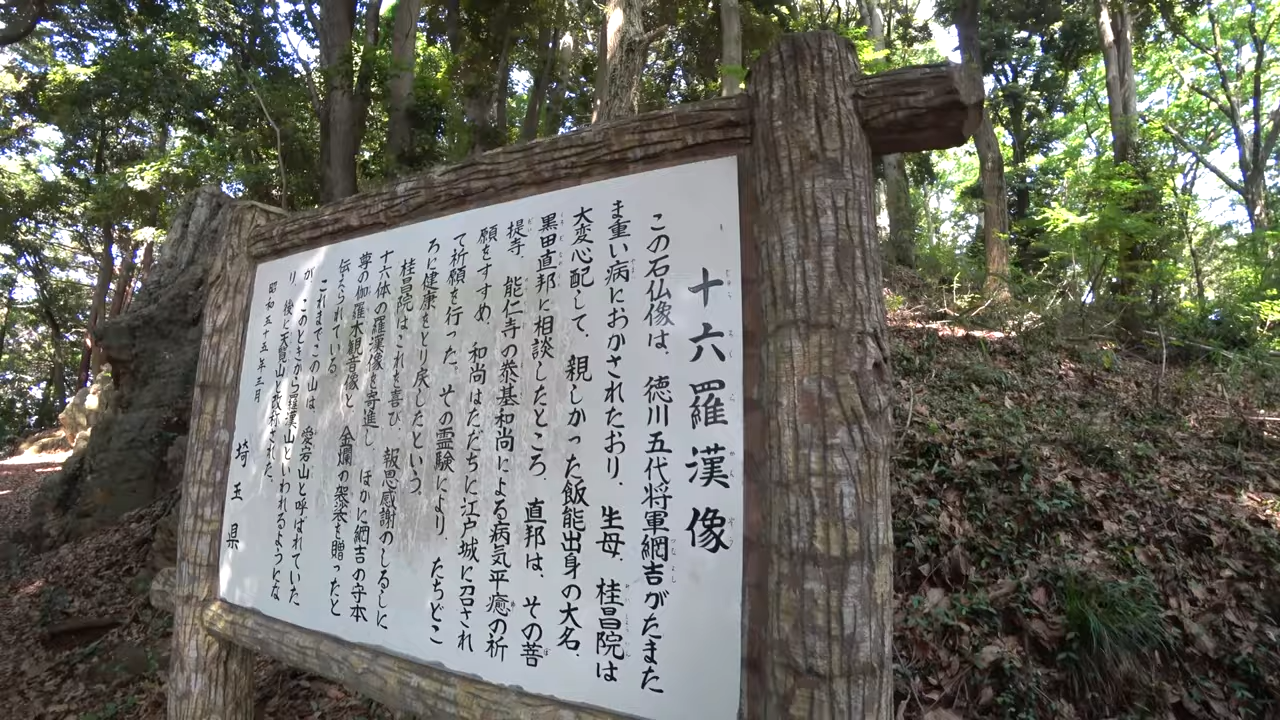 十六羅漢像
この石仏像は、徳川五代将軍綱吉がたまた
ま重い病におかされたおり、生母、桂昌院は
大変心配して、親しかった飯能出身の大名、
黒田直邦に相談したところ、直邦は、その菩
提寺、能仁寺の泰基和尚による病気平癒の祈
願をすすめ、和尚はただちに江戸城に召され
て祈願を行った。その霊験により、たちどこ
ろに健康をとり戻したという。
桂昌院はこれを喜び、報恩感謝のしるしに
十六体の羅漢像を寄進し、ほかに綱吉の守本
尊の伽羅木観音像と、金襴の袈裟を贈ったと
伝えられている。
これまでこの山は、愛宕山と呼ばれていた
が、このときから羅漢山といわれるようにな
り、後に天覧山と改称された。
昭和五十五年三月
埼玉県